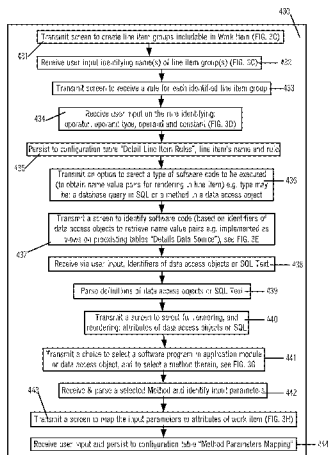 430
Transmit screen to create line item groups includable in Work Item (FIG. 3C)
431
Receive user input identifying name(s) of line item group(s) (FIG. 3C)
432
Transmit screen to receive a rule for each identified line item group
433
434
Receive user input on the rule identifying:
operator, operand type, operand and constant (FIG. 3D)
Persist to configuration table "Detail Line Item Rules", line item's name and rule
435
Transmit an option to select a type of software code to be executed
(to obtain name value pairs for rendering in line item) e.g. type may
be a database query in SQL or a method in a data access object
436
Transmit a screen to identify software code (based on identifiers of
data access objects to retrieve name value pairs e.g. implemented as
views on preexisting tables "Details Data Source"), see FIG. 3E
437
Receive via user input, identifiers of data access objects or SQL Text
438
Parse definitions of data access objects or SQL Text
439
Transmit a screen to select for rendering, and
rendering: attributes of data access objects or SQL
440
Transmit a choice to select a software program in application module
or data access object, and to select a method therein, see FIG. 3G
441
Receive & parse a selected Method and identify input parameters
442
443
Transmit a screen to map the input parameters to attributes of work item (FIG. 3H)
Receive user input and persist to configuration table "Method Parameters Mapping"
444